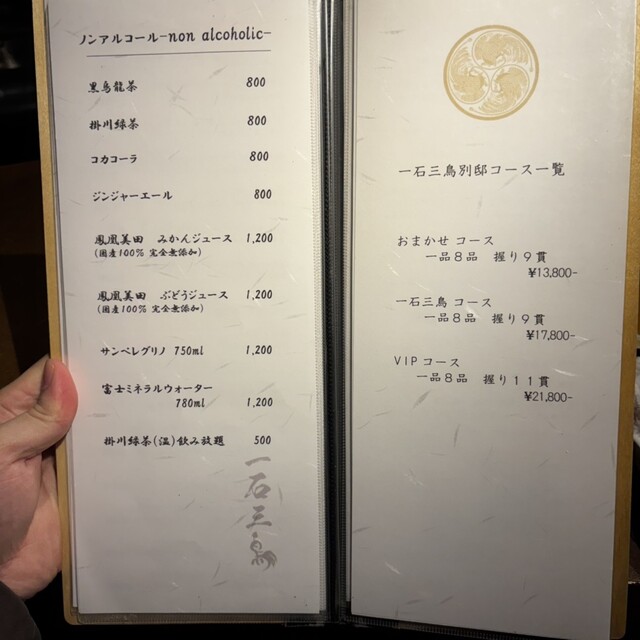 ノンアルコール-non alcoholic-
黒烏龍茶 800
掛川緑茶 800
コカコーラ 800
ジンジャーエール 800
鳳凰美田 みかんジュース 1,200
(国産100% 完全無添加)
鳳凰美田 ぶどうジュース 1,200
(国産100% 完全無添加)
サンペレグリノ 750ml 1,200
富士ミネラルウォーター
780ml 1,200
掛川緑茶(温)飲み放題 500
一石三鳥
一石三鳥別邸コース一覧
おまかせ コース
一品8品 握り9貫
¥13,800-
一石三鳥 コース
一品8品 握り9貫
¥17,800-
VIPコース
一品8品 握り11貫
¥21,800-